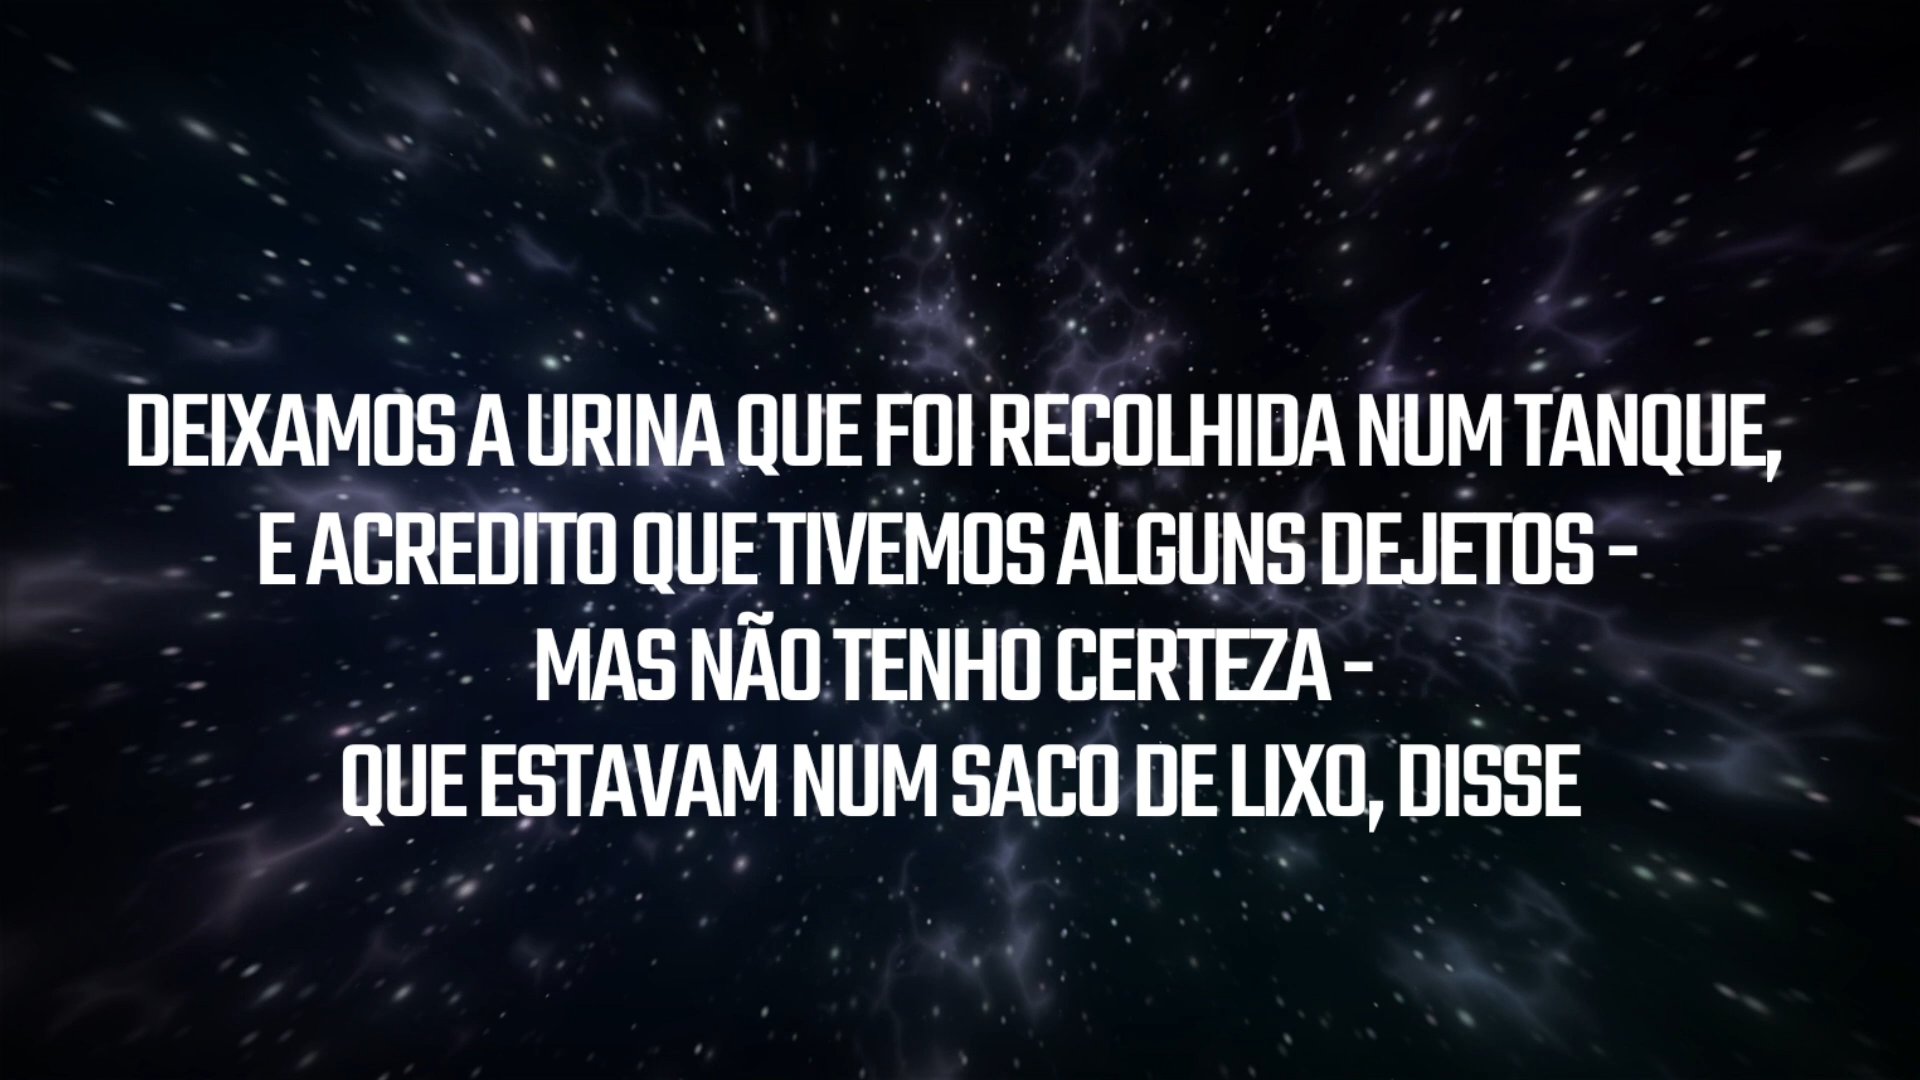 DEIXAMOS A URINA QUE FOI RECOLHIDA NUM TANQUE,
E ACREDITO QUE TIVEMOS ALGUNS DEJETOS -
MAS NÃO TENHO CERTEZA -
QUE ESTAVAM NUM SACO DE LIXO, DISSE